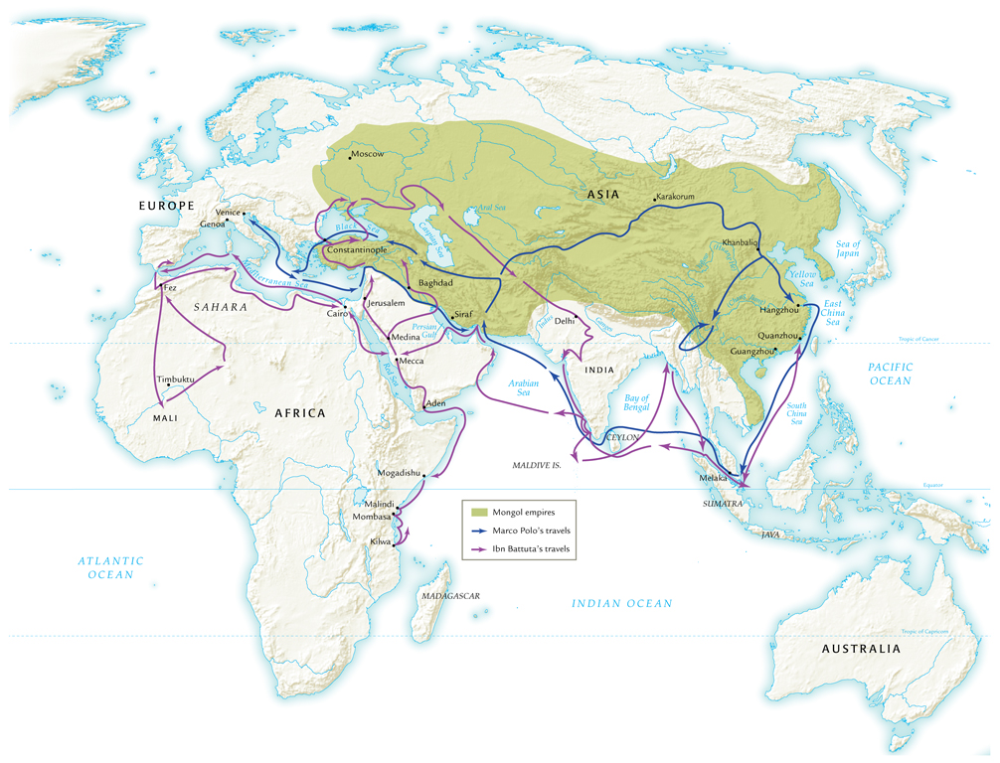 Moscow
ASIA
EUROPE
Karakorum
Venice
Genoa
Aral Sea
Black Sea
Caspian
Sea
Khanbaliq
Sea of
Japan
Constantinople
Mediterranean Sea
Baghdad
Yellow
Sea
Fez
SAHARA
Jerusalem
Cairo
Siraf
Hangzhou
East
China
Sea
Persian
Gulf
Indus
Delhi
Ganges
Medina
Quanzhou
Guangzhou
Tropic of Cancer
Mecca
Red Sea
INDIA
PACIFIC
OCEAN
Timbuktu
Arabian
Sea
Bay of
Bengal
Aden
AFRICA
MALI
South
China
Sea
CEYLON
MALDIVE IS.
Mogadishu
Melaka
Equator
SUMATRA
Malindi
Mombasa
JAVA
Kilwa
Mongol empires
Marco Polo's travels
Ibn Battuta's travels
ATLANTIC
OCEAN
MADAGASCAR
INDIAN OCEAN
Tropic of Capricorn
AUSTRALIA